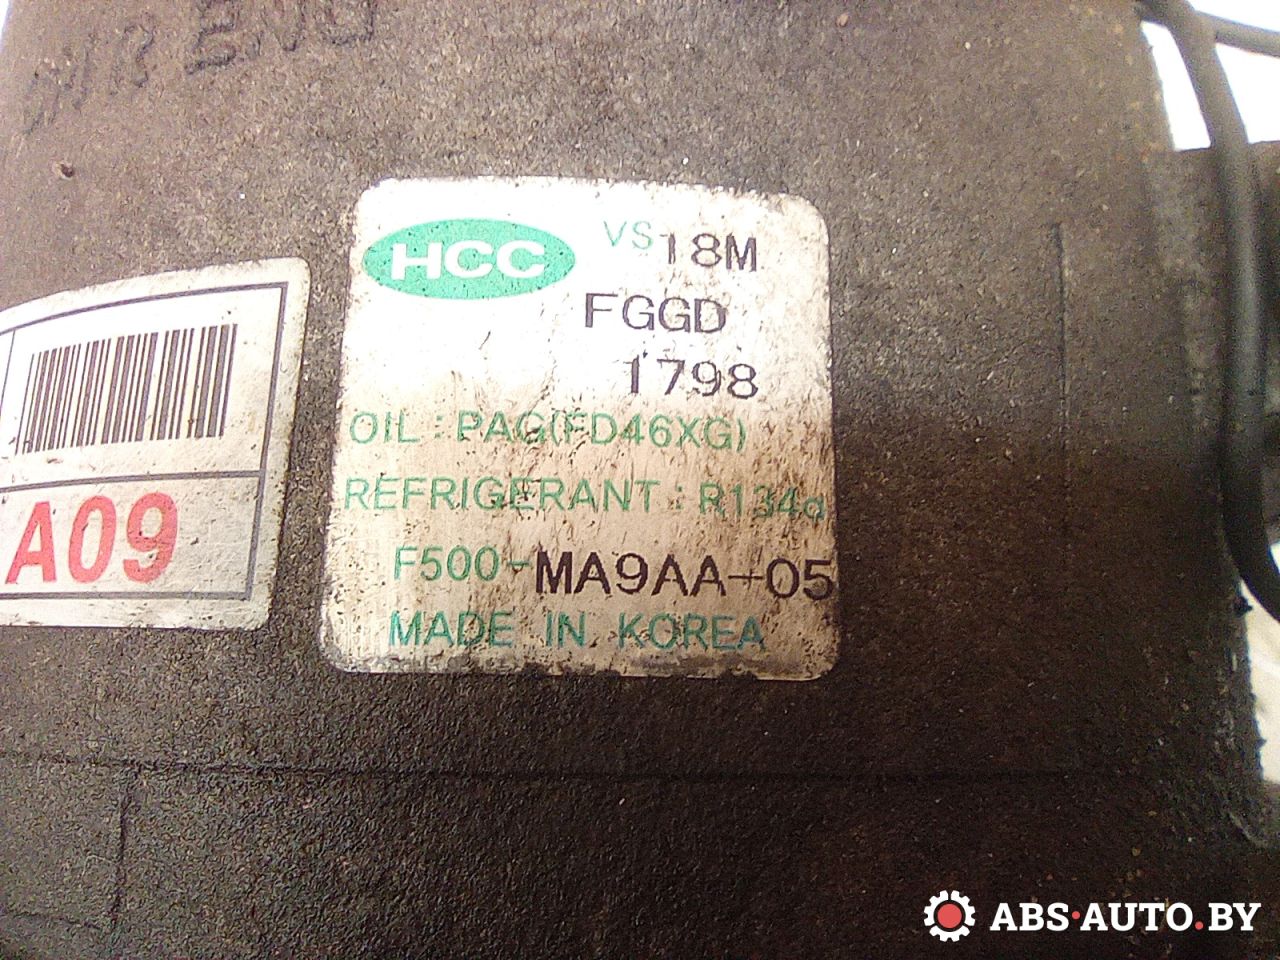 HCC
VS18M
FGGD
1798
OIL : PAG(FD46XG)
REFRIGERANT : R134a
F500-MA9AA-05
MADE IN KOREA
A09
ABS·AUTO.BY